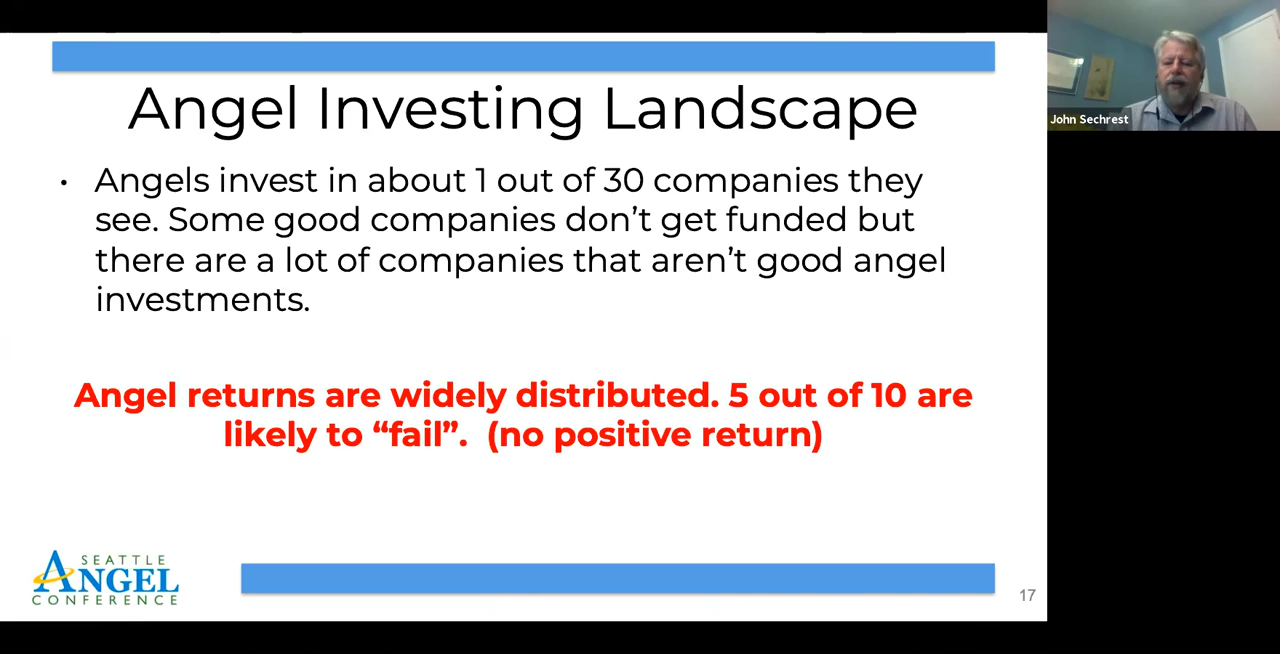 Angel Investing Landscape
• Angels invest in about 1 out of 30 companies they
see. Some good companies don’t get funded but
there are a lot of companies that aren’t good angel
investments.
Angel returns are widely distributed. 5 out of 10 are
likely to “fail”.  (no positive return)
SEATTLE
ANGEL
CONFERENCE
17
John Sechrest